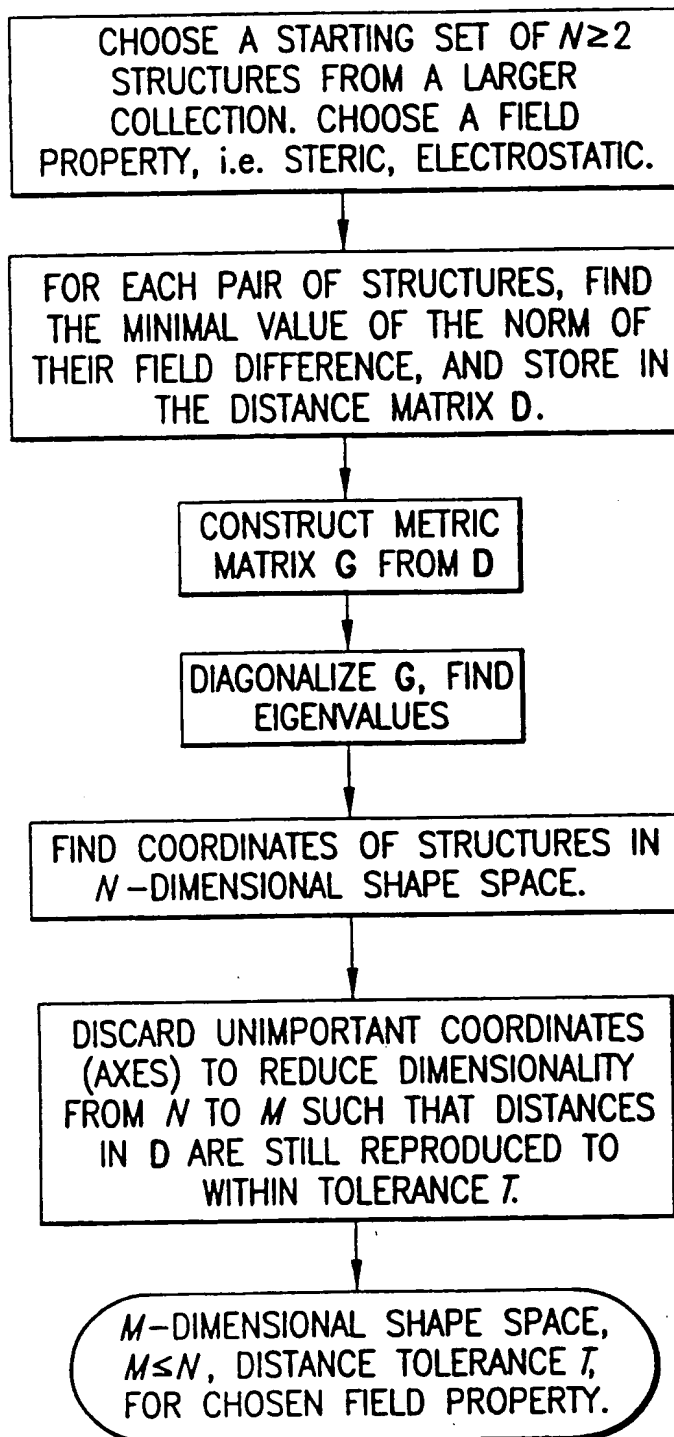 CHOOSE A STARTING SET OF N≥2
STRUCTURES FROM A LARGER
COLLECTION. CHOOSE A FIELD
PROPERTY, i.e. STERIC, ELECTROSTATIC.
FOR EACH PAIR OF STRUCTURES, FIND
THE MINIMAL VALUE OF THE NORM OF
THEIR FIELD DIFFERENCE, AND STORE IN
THE DISTANCE MATRIX D.
CONSTRUCT METRIC
MATRIX G FROM D
DIAGONALIZE G, FIND
EIGENVALUES
FIND COORDINATES OF STRUCTURES IN
N-DIMENSIONAL SHAPE SPACE.
DISCARD UNIMPORTANT COORDINATES
(AXES) TO REDUCE DIMENSIONALITY
FROM N TO M SUCH THAT DISTANCES
IN D ARE STILL REPRODUCED TO
WITHIN TOLERANCE T.
M-DIMENSIONAL SHAPE SPACE,
M≤N, DISTANCE TOLERANCE T,
FOR CHOSEN FIELD PROPERTY.